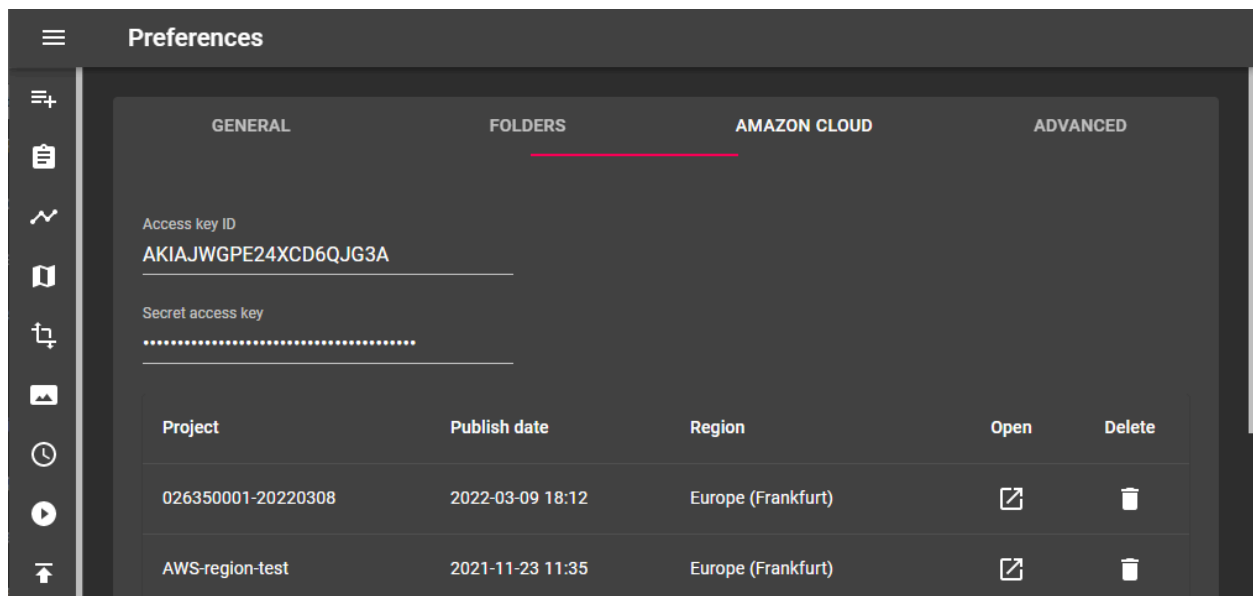 Preferences
GENERAL FOLDERS AMAZON CLOUD ADVANCED
Access key ID
AKIAJWGPE24XCD6QJG3A
Secret access key
••••••••••••••••••••••••••••••••••••••••
Project Publish date Region Open Delete
026350001-20220308 2022-03-09 18:12 Europe (Frankfurt)
AWS-region-test 2021-11-23 11:35 Europe (Frankfurt)